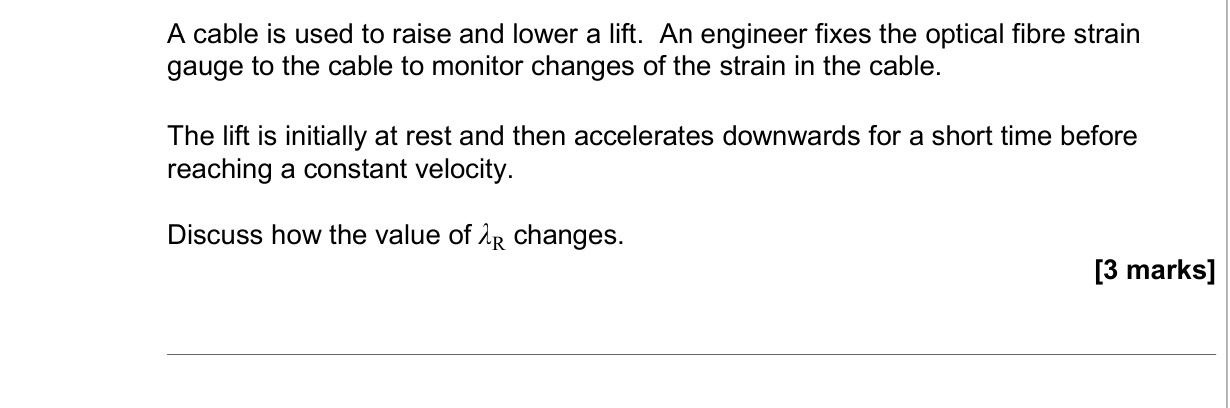 A cable is used to raise and lower a lift. An engineer fixes the optical fibre strain
gauge to the cable to monitor changes of the strain in the cable.
The lift is initially at rest and then accelerates downwards for a short time before
reaching a constant velocity.
Discuss how the value of λR changes.
[3 marks]